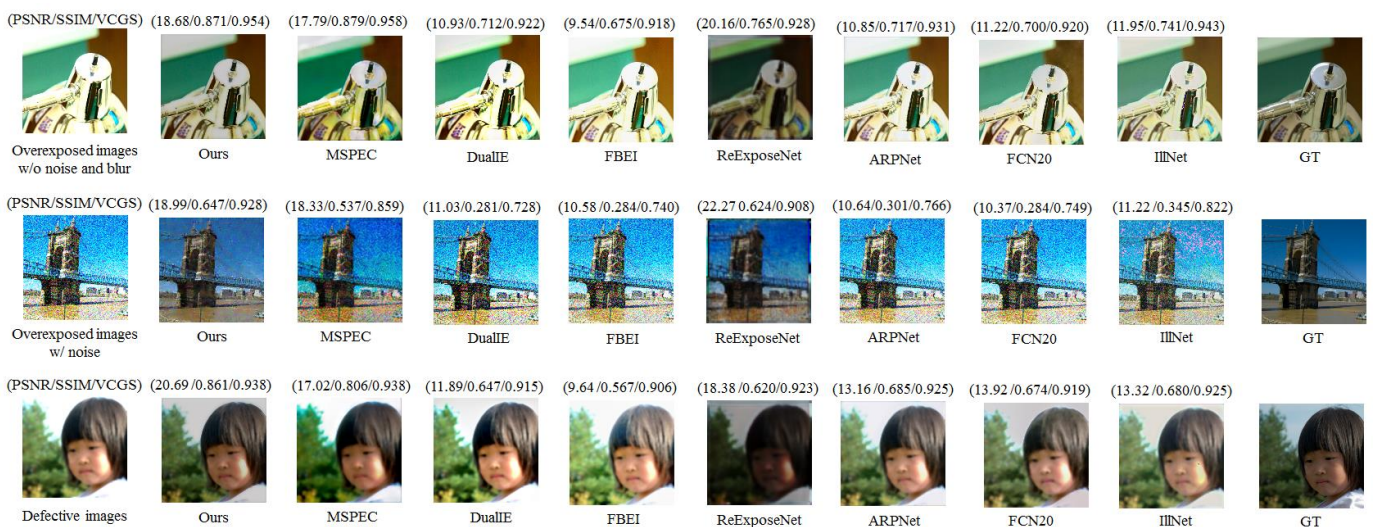 (PSNR/SSIM/VCGS) (18.68/0.871/0.954) (17.79/0.879/0.958) (10.93/0.712/0.922) (9.54/0.675/0.918) (20.16/0.765/0.928) (10.85/0.717/0.931) (11.22/0.700/0.920) (11.95/0.741/0.943)
Overexposed images Ours MSPEC DualIE FBEI ReExposeNet ARPNet FCN20 IllNet GT
w/o noise and blur
(PSNR/SSIM/VCGS) (18.99/0.647/0.928) (18.33/0.537/0.859) (11.03/0.281/0.728) (10.58/0.284/0.740) (22.27/0.624/0.908) (10.64/0.301/0.766) (10.37/0.284/0.749) (11.22/0.345/0.822)
Overexposed images Ours MSPEC DualIE FBEI ReExposeNet ARPNet FCN20 IllNet GT
w/ noise
(PSNR/SSIM/VCGS) (20.69/0.861/0.938) (17.02/0.806/0.938) (11.89/0.647/0.915) (9.64/0.567/0.906) (18.38/0.620/0.923) (13.16/0.685/0.925) (13.92/0.674/0.919) (13.32/0.680/0.925)
Defective images Ours MSPEC DualIE FBEI ReExposeNet ARPNet FCN20 IllNet GT